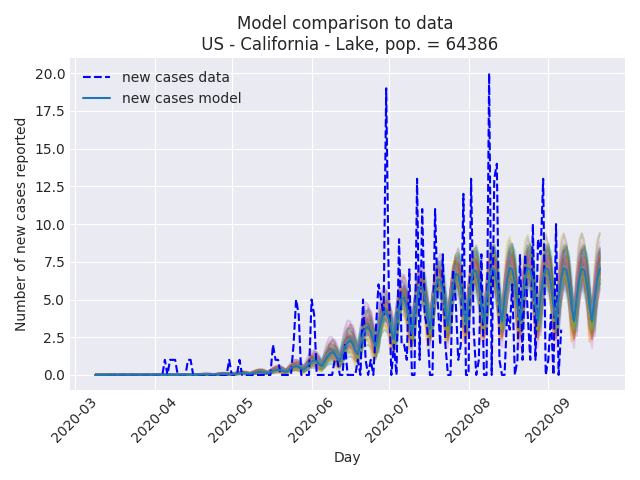 Model comparison to data
US - California - Lake, pop. = 64386
new cases data
new cases model
Number of new cases reported
20.0
17.5
15.0
12.5
10.0
7.5
5.0
2.5
0.0
2020-03
2020-04
2020-05
2020-06
2020-07
2020-08
2020-09
Day